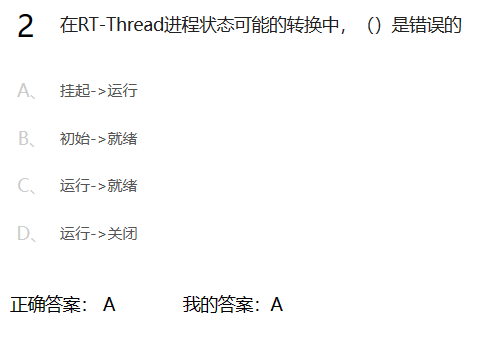 2 在RT-Thread进程状态可能的转换中，（）是错误的
A、 挂起->运行
B、 初始->就绪
C、 运行->就绪
D、 运行->关闭
正确答案： A 我的答案：A